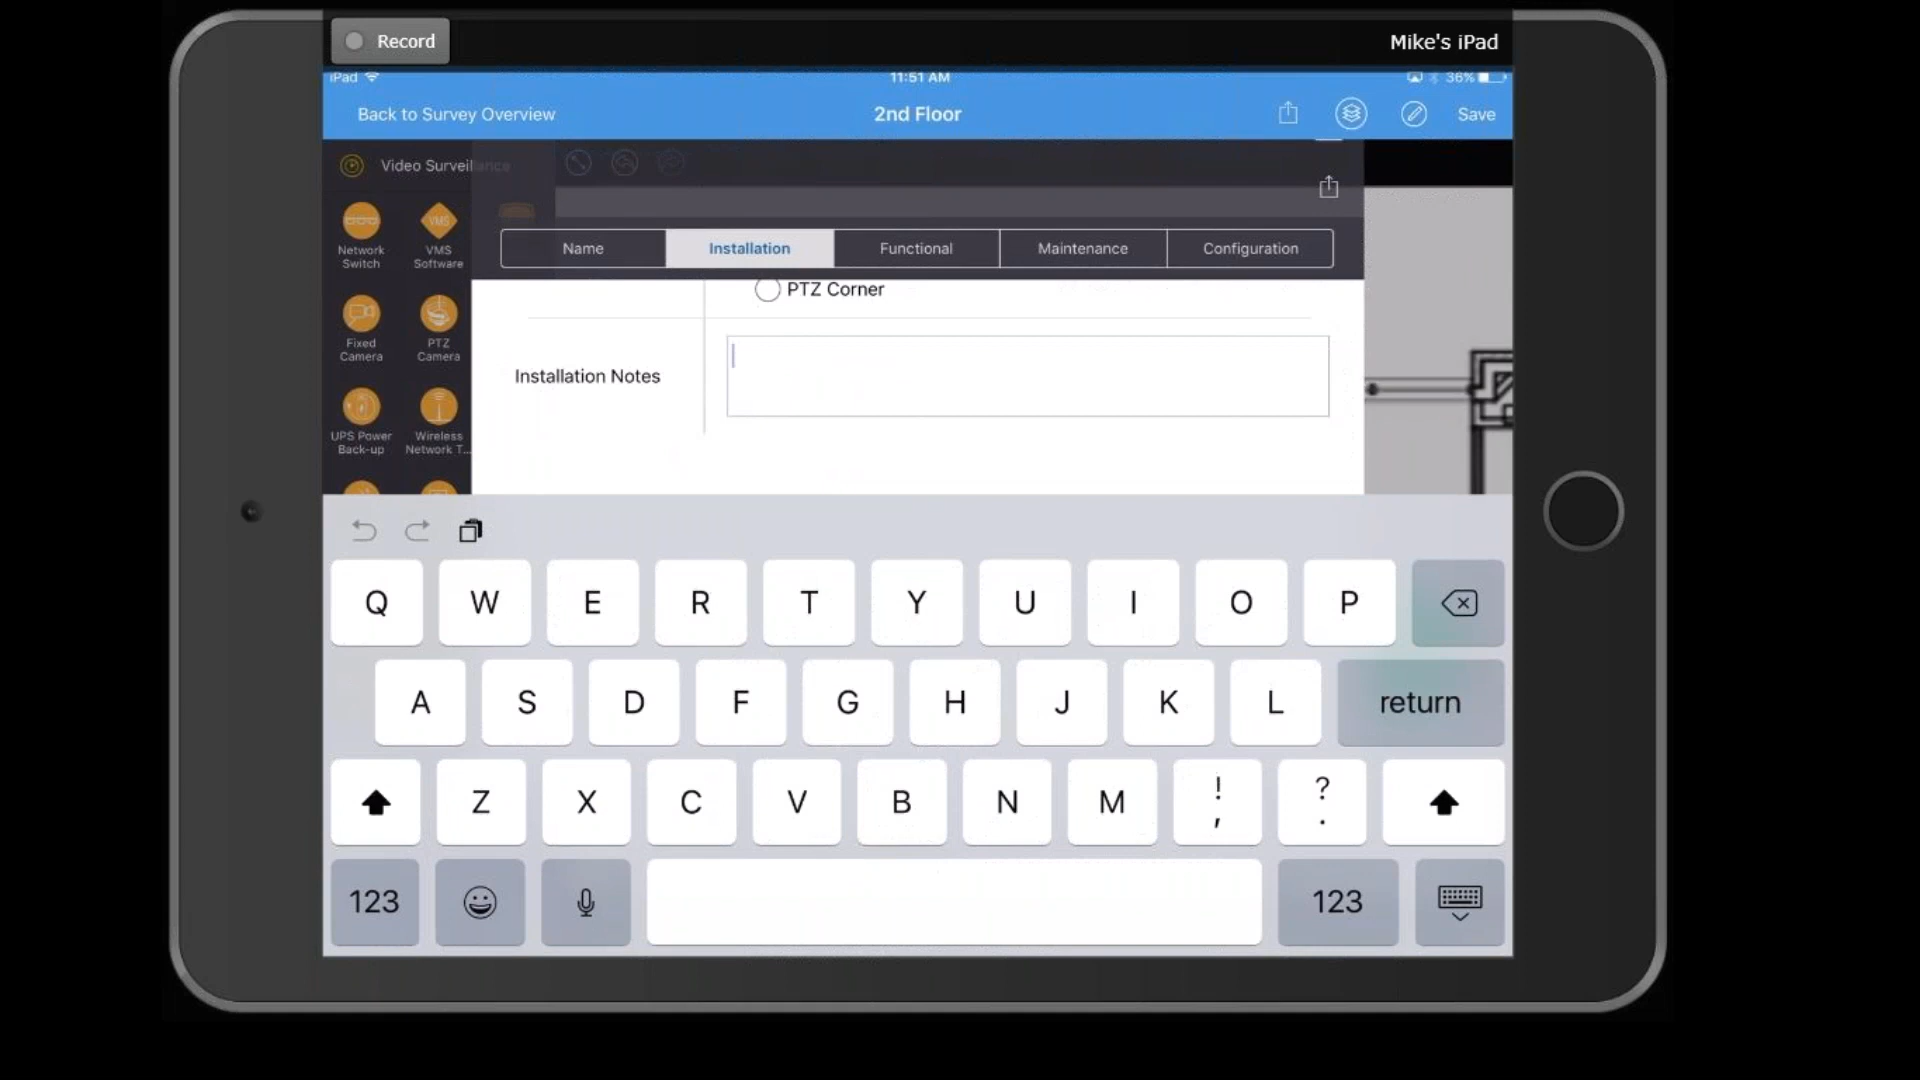 Record
Mike's iPad
iPad
11:51 AM
36%
Back to Survey Overview
2nd Floor
Save
Video Surveillance
Network
Switch
VMS
VMS
Software
Fixed
Camera
PTZ
Camera
UPS Power
Back-up
Wireless
Network T...
Name
Installation
Functional
Maintenance
Configuration
PTZ Corner
Installation Notes
Q W E R T Y U I O P
A S D F G H J K L return
Z X C V B N M ! , ? .
123
123